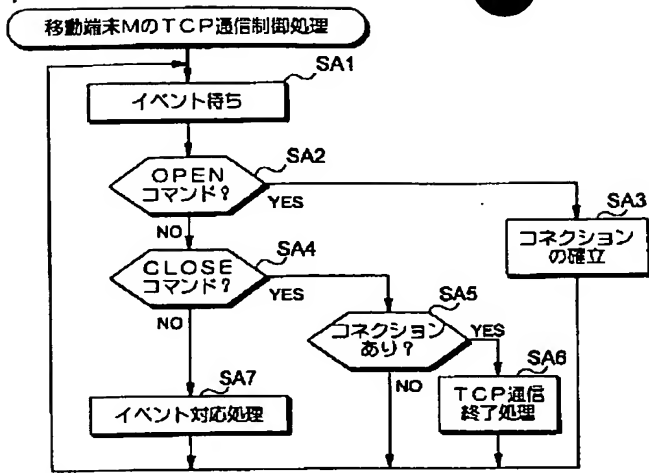 移動端末MのTCP通信制御処理
SA1
イベント待ち
SA2
OPEN
コマンド?
YES
NO
SA3
コネクション
の確立
SA4
CLOSE
コマンド?
YES
NO
SA5
コネクション
あり?
YES
NO
SA6
TCP通信
終了処理
SA7
イベント対応処理